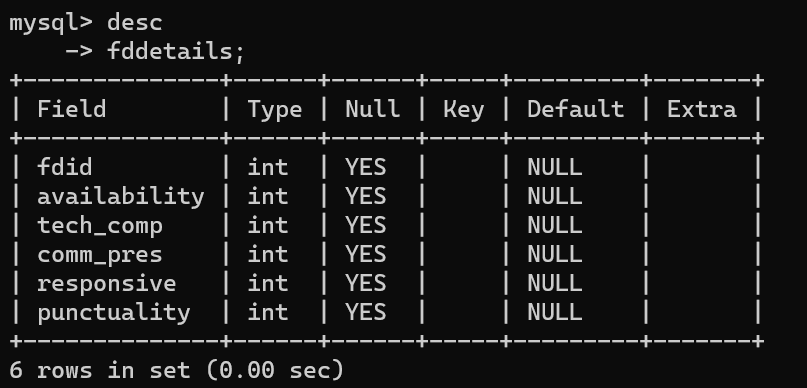 mysql> desc
    -> fddetails;
+--------------+------+------+-----+---------+-------+
| Field        | Type | Null | Key | Default | Extra |
+--------------+------+------+-----+---------+-------+
| fdid         | int  | YES  |     | NULL    |       |
| availability | int  | YES  |     | NULL    |       |
| tech_comp    | int  | YES  |     | NULL    |       |
| comm_pres    | int  | YES  |     | NULL    |       |
| responsive   | int  | YES  |     | NULL    |       |
| punctuality  | int  | YES  |     | NULL    |       |
+--------------+------+------+-----+---------+-------+
6 rows in set (0.00 sec)